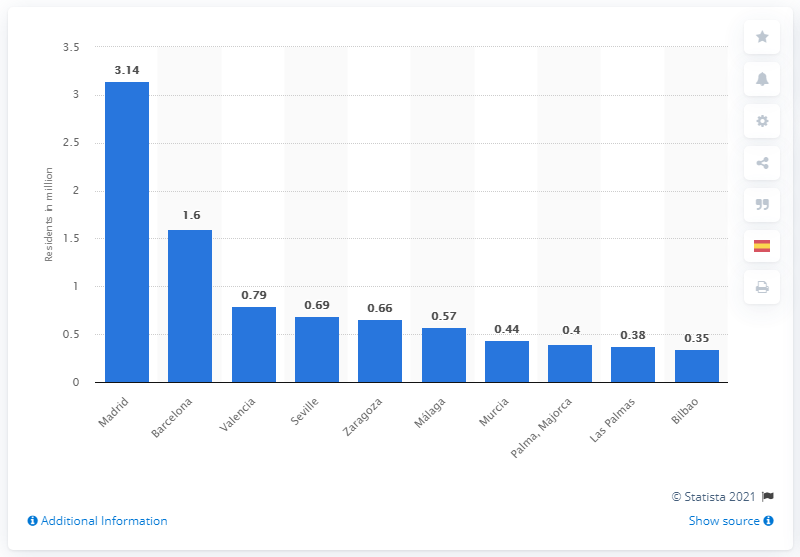 3.5
3
2.5
2
1.5
1
0.5
0
Residents in million
3.14
1.6
0.79
0.69
0.66
0.57
0.44
0.4
0.38
0.35
Madrid
Barcelona
Valencia
Seville
Zaragoza
Málaga
Murcia
Palma, Majorca
Las Palmas
Bilbao
© Statista 2021
Additional Information
Show source